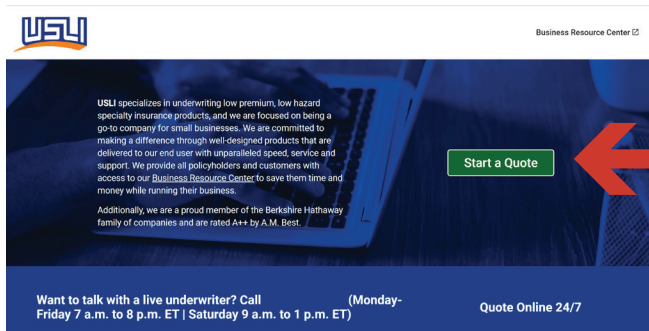 USLI
Business Resource Center
USLI specializes in underwriting low premium, low hazard
specialty insurance products, and we are focused on being a
go-to company for small businesses. We are committed to
making a difference through well-designed products that are
delivered to our end user with unparalleled speed, service and
support. We provide all policyholders and customers with
access to our Business Resource Center to save them time and
money while running their business.
Additionally, we are a proud member of the Berkshire Hathaway
family of companies and are rated A++ by A.M. Best.
Start a Quote
Want to talk with a live underwriter? Call (Monday-
Friday 7 a.m. to 8 p.m. ET | Saturday 9 a.m. to 1 p.m. ET)
Quote Online 24/7